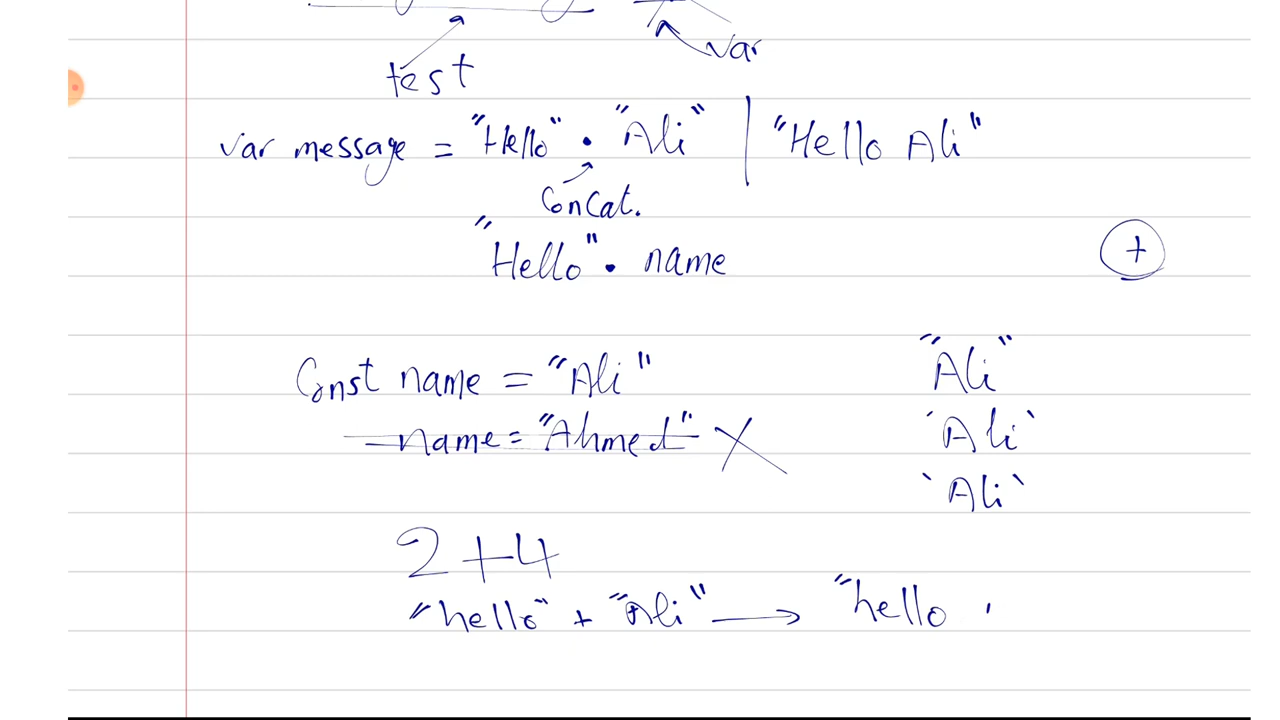 var
test
var message = "Hello" . "Ali" | "Hello Ali"
Concat.
"Hello" . name
+
Const name = "Ali"
"Ali"
name = "Ahmed" X
'Ali'
`Ali`
2+4
"hello" + "Ali" → "hello